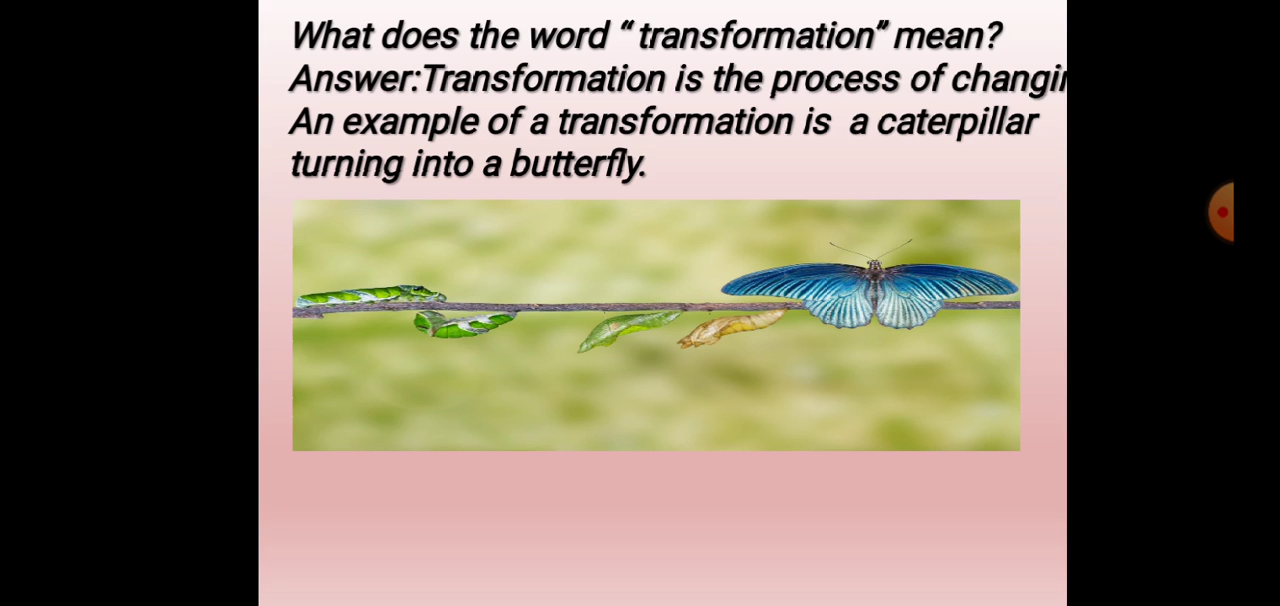 What does the word “ transformation” mean?
Answer:Transformation is the process of changin
An example of a transformation is a caterpillar
turning into a butterfly.